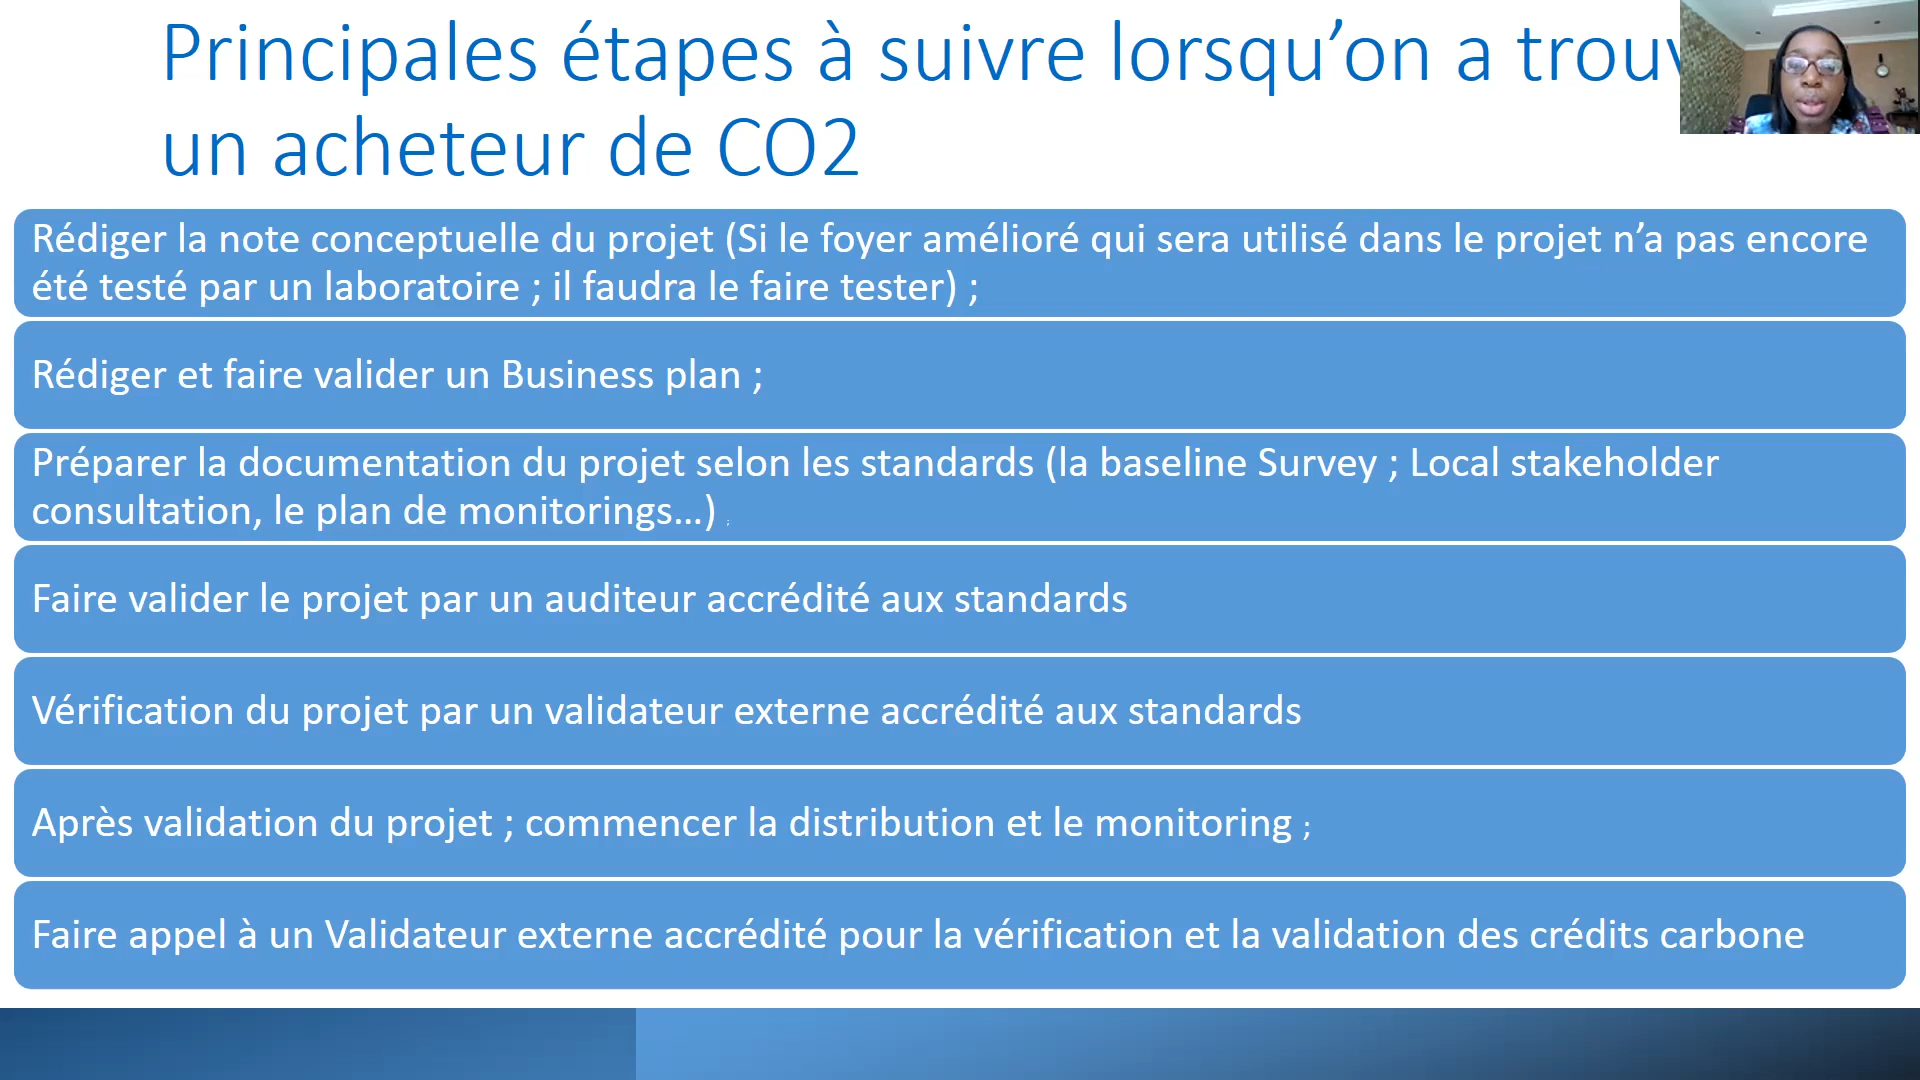 Principales étapes à suivre lorsqu’on a
un acheteur de CO2
Rédiger la note conceptuelle du projet (Si le foyer amélioré qui sera utilisé dans le projet n’a pas encore
été testé par un laboratoire ; il faudra le faire tester) ;
Rédiger et faire valider un Business plan ;
Préparer la documentation du projet selon les standards (la baseline Survey ; Local stakeholder
consultation, le plan de monitorings...) ;
Faire valider le projet par un auditeur accrédité aux standards
Vérification du projet par un validateur externe accrédité aux standards
Après validation du projet ; commencer la distribution et le monitoring ;
Faire appel à un Validateur externe accrédité pour la vérification et la validation des crédits carbone